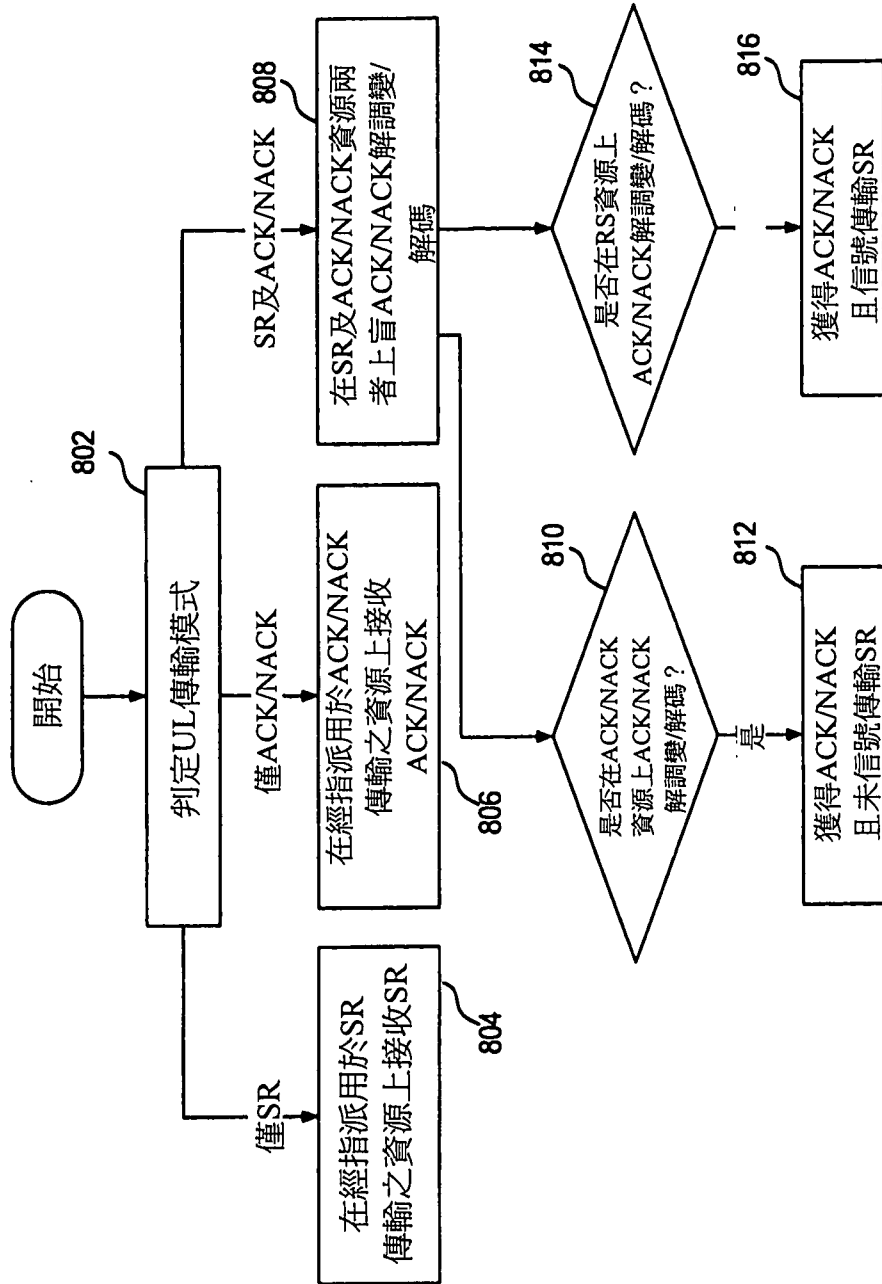 開始
802
判定UL傳輸模式
僅SR
僅ACK/NACK
SR及ACK/NACK
在經指派用於SR
傳輸之資源上接收SR
804
在經指派用於ACK/NACK
傳輸之資源上接收
ACK/NACK
806
808
在SR及ACK/NACK資源兩
者上盲ACK/NACK解調變/
解碼
810
是否在ACK/NACK
資源上ACK/NACK
解調變/解碼？
是
812
獲得ACK/NACK
且未信號傳輸SR
814
是否在RS資源上
ACK/NACK解調變/解碼？
816
獲得ACK/NACK
且信號傳輸SR